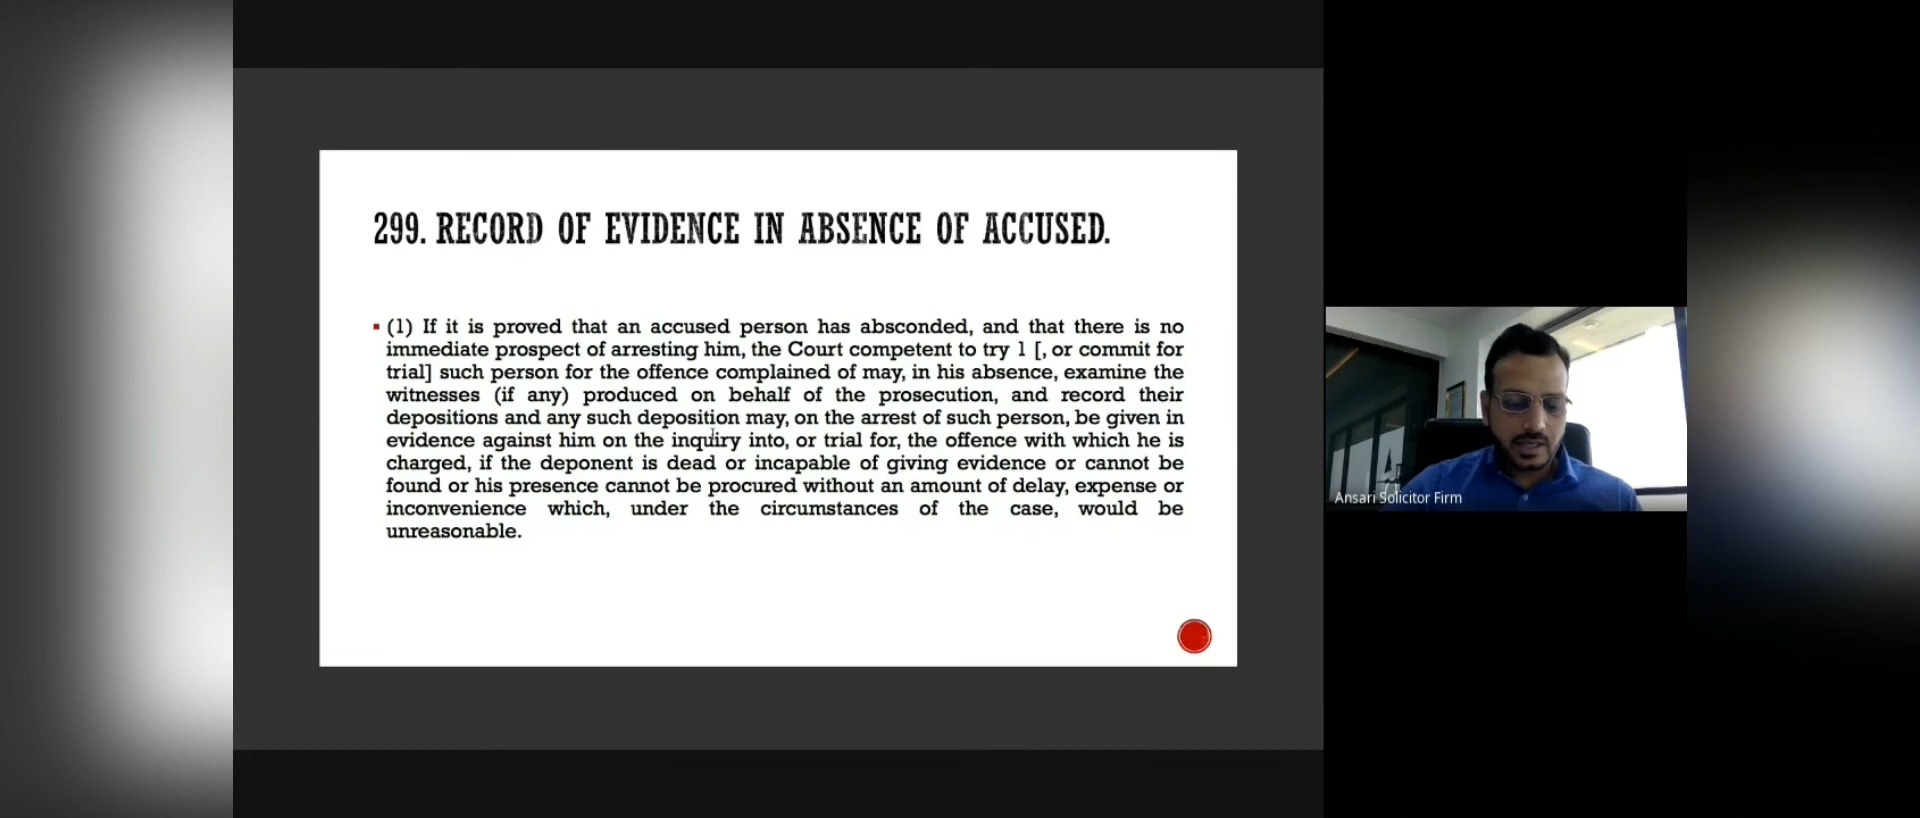 299. RECORD OF EVIDENCE IN ABSENCE OF ACCUSED.
(1) If it is proved that an accused person has absconded, and that there is no
immediate prospect of arresting him, the Court competent to try 1 [, or commit for
trial] such person for the offence complained of may, in his absence, examine the
witnesses (if any) produced on behalf of the prosecution, and record their
depositions and any such deposition may, on the arrest of such person, be given in
evidence against him on the inquiry into, or trial for, the offence with which he is
charged, if the deponent is dead or incapable of giving evidence or cannot be
found or his presence cannot be procured without an amount of delay, expense or
inconvenience which, under the circumstances of the case, would be
unreasonable.
Ansari Solicitor Firm